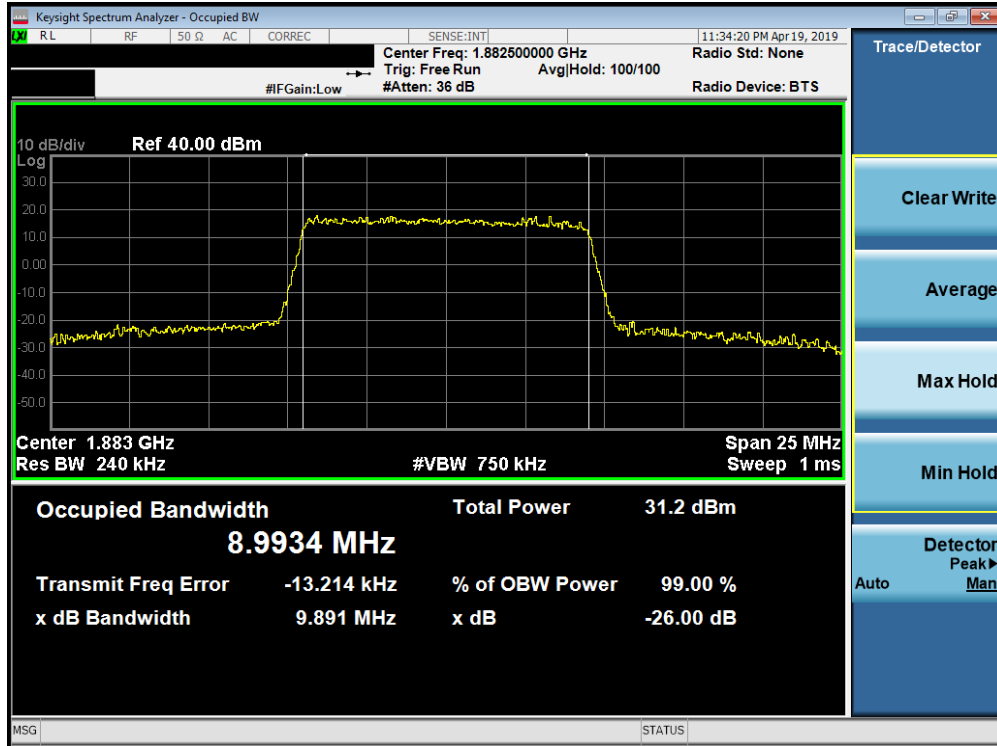 Keysight Spectrum Analyzer - Occupied BW
LXI RL RF 50 Ω AC CORREC SENSE:INT 11:34:20 PM Apr 19, 2019
Center Freq: 1.882500000 GHz Radio Std: None
Trig: Free Run Avg|Hold: 100/100
#IFGain:Low #Atten: 36 dB Radio Device: BTS
10 dB/div Ref 40.00 dBm
Log
30.0
20.0
10.0
0.00
-10.0
-20.0
-30.0
-40.0
-50.0
Center 1.883 GHz Span 25 MHz
Res BW 240 kHz #VBW 750 kHz Sweep 1 ms
Occupied Bandwidth Total Power 31.2 dBm
8.9934 MHz
Transmit Freq Error -13.214 kHz % of OBW Power 99.00 %
x dB Bandwidth 9.891 MHz x dB -26.00 dB
MSG STATUS
Trace/Detector
Clear Write
Average
Max Hold
Min Hold
Detector
Peak▶
Auto Man